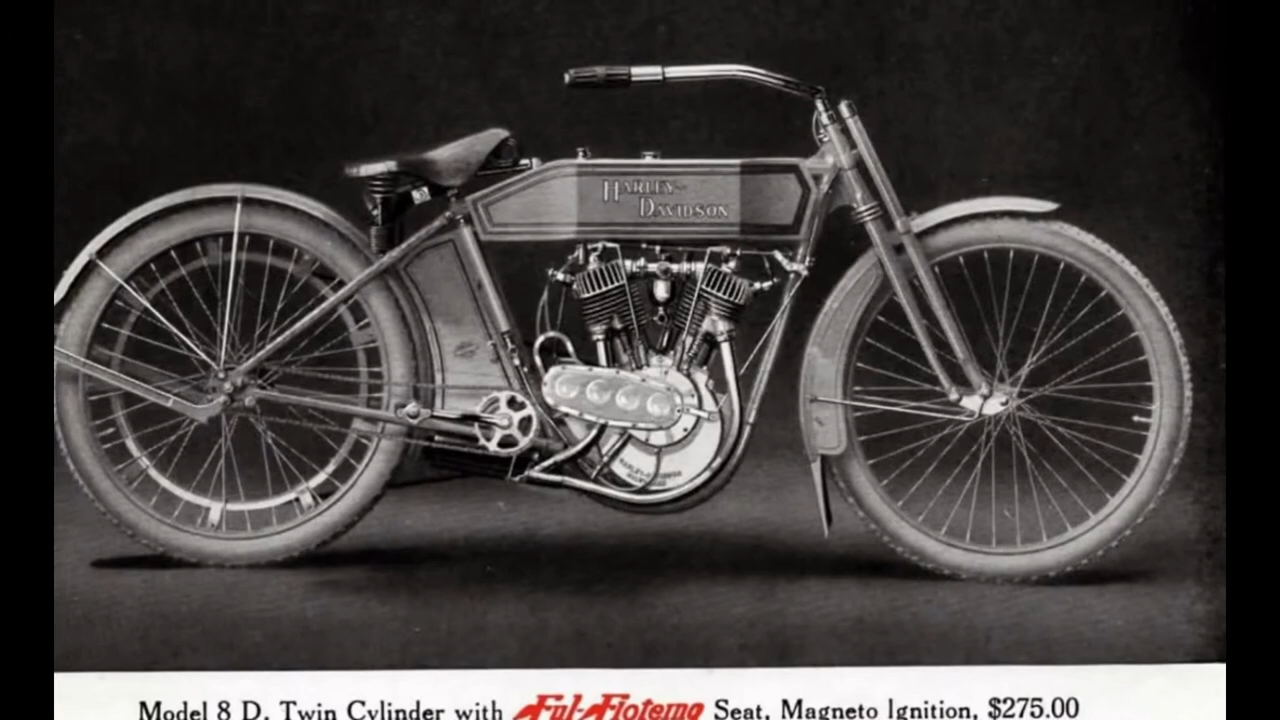 HARLEY-
DAVIDSON
Model 8 D. Twin Cylinder with Ful-Floteing Seat, Magneto Ignition, $275.00